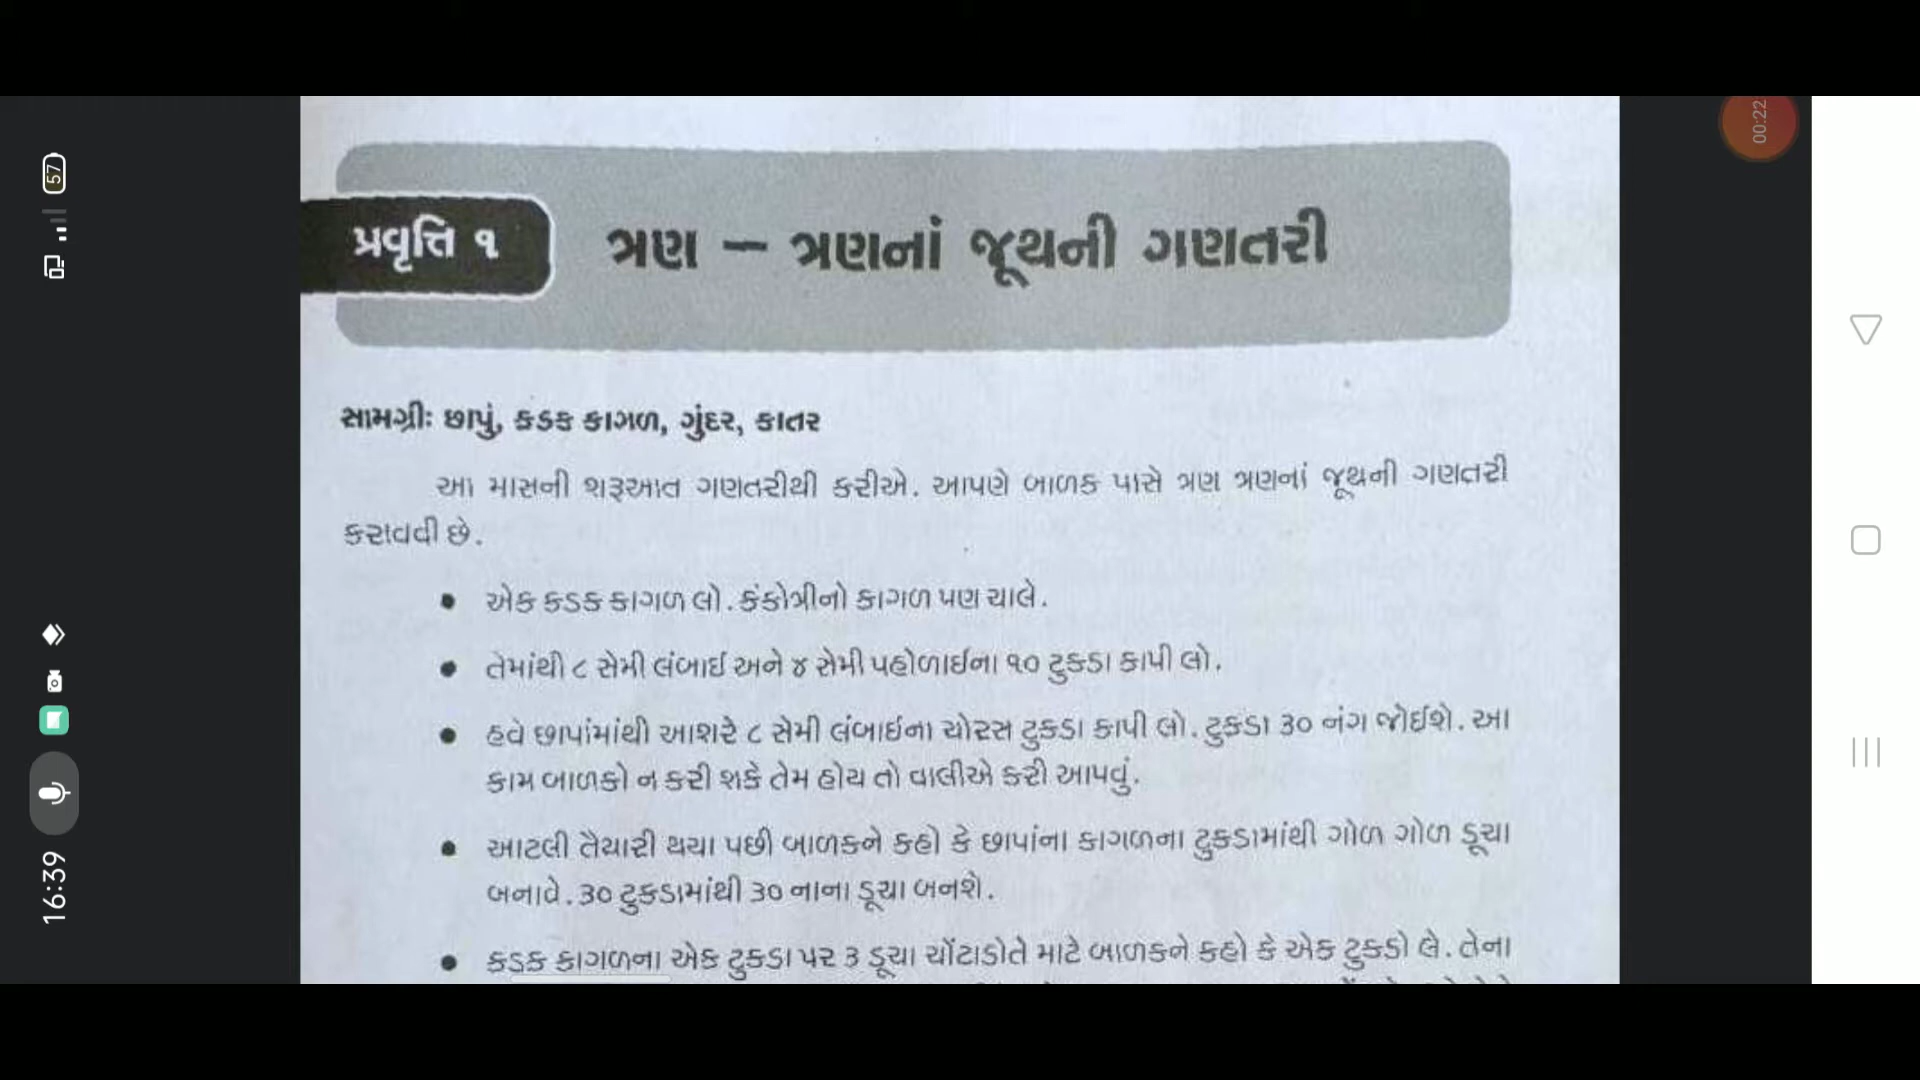 પ્રવૃત્તિ ૧
ત્રણ – ત્રણનાં જૂથની ગણતરી
સામગ્રીઃ છાપું, કડક કાગળ, ગુંદર, કાતર
આ માસની શરૂઆત ગણતરીથી કરીએ. આપણે બાળક પાસે ત્રણ ત્રણનાં જૂથની ગણતરી
કરાવવી છે.
● એક કડક કાગળ લો. કંકોત્રીનો કાગળ પણ ચાલે.
● તેમાંથી ૮ સેમી લંબાઈ અને ૪ સેમી પહોળાઈના ૧૦ ટુકડા કાપી લો.
● હવે છાપાંમાંથી આશરે ૮ સેમી લંબાઈના ચોરસ ટુકડા કાપી લો. ટુકડા ૩૦ નંગ જોઈશે. આ
કામ બાળકો ન કરી શકે તેમ હોય તો વાલીએ કરી આપવું.
● આટલી તૈયારી થયા પછી બાળકને કહો કે છાપાંના કાગળના ટુકડામાંથી ગોળ ગોળ ડૂચા
બનાવે. ૩૦ ટુકડામાંથી ૩૦ નાના ડૂચા બનશે.
● કડક કાગળના એક ટુકડા પર ૩ ડૂચા ચોંટાડોતે માટે બાળકને કહો કે એક ટુકડો લે. તેના
00:22
57
16:39